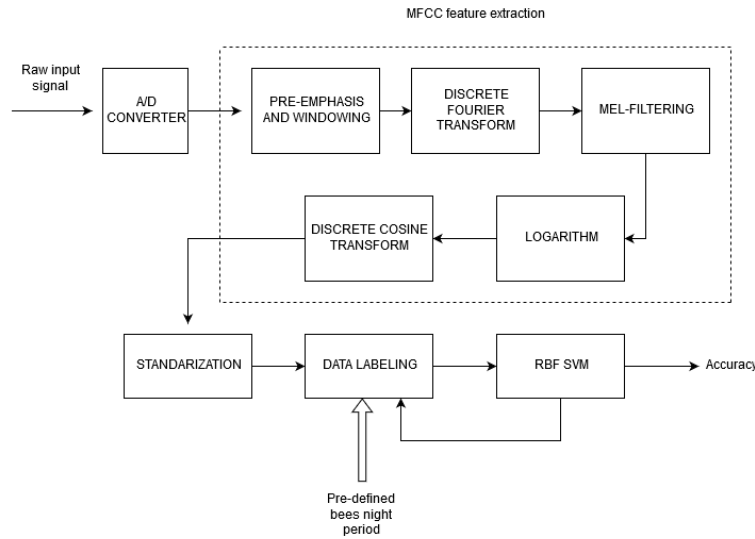 MFCC feature extraction
Raw input
signal
A/D
CONVERTER
PRE-EMPHASIS
AND WINDOWING
DISCRETE
FOURIER
TRANSFORM
MEL-FILTERING
DISCRETE COSINE
TRANSFORM
LOGARITHM
STANDARIZATION
DATA LABELING
RBF SVM
Accuracy
Pre-defined
bees night
period